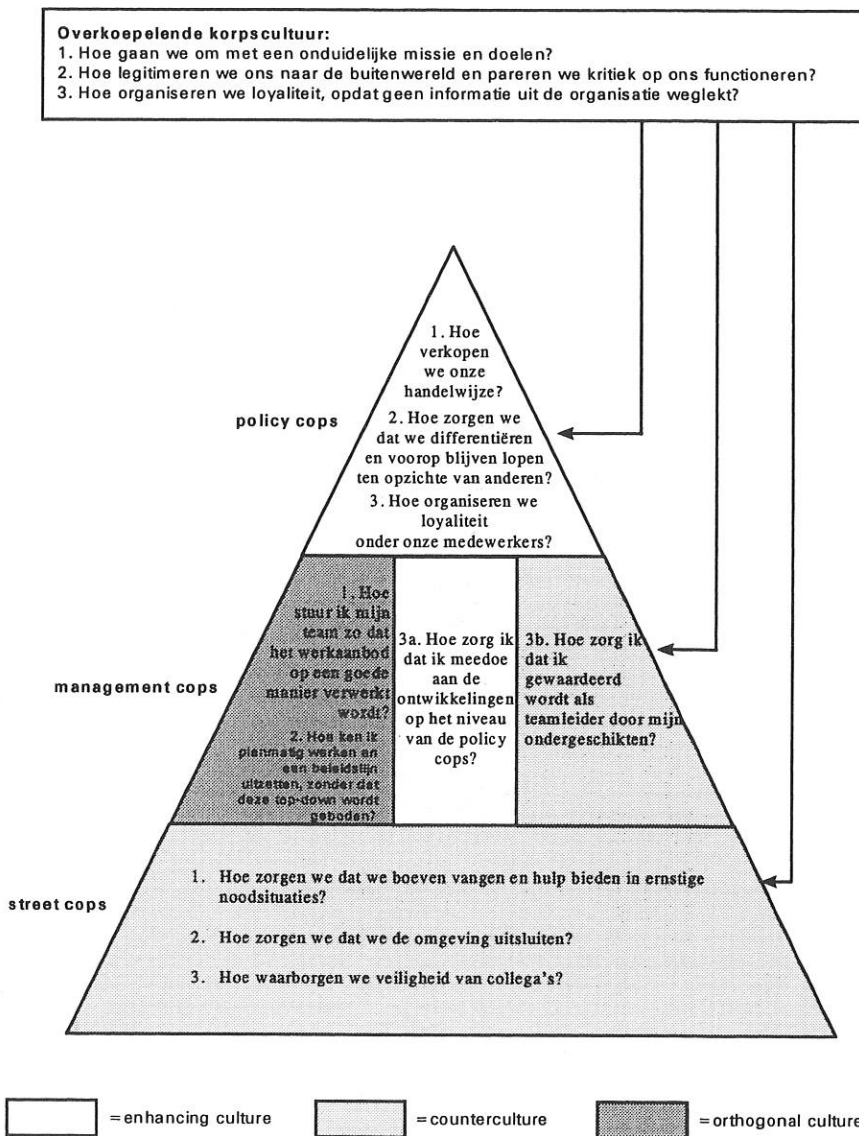 Overkoepelende korpscultuur:
1. Hoe gaan we om met een onduidelijke missie en doelen?
2. Hoe legitimeren we ons naar de buitenwereld en pareren we kritiek op ons functioneren?
3. Hoe organiseren we loyaliteit, opdat geen informatie uit de organisatie weglekt?
policy cops
1. Hoe
verkopen
we onze
handelwijze?
2. Hoe zorgen we
dat we differentiëren
en voorop blijven lopen
ten opzichte van anderen?
3. Hoe organiseren we
loyaliteit
onder onze medewerkers?
management cops
1. Hoe
stuur ik mijn
team zo dat
het werkaanbod
op een goede
manier verwerkt
wordt?
2. Hoe kan ik
planmatig werken en
een beleidslijn
uitzetten, zonder dat
deze top-down wordt
geboden?
3a. Hoe zorg ik
dat ik meedoe
aan de
ontwikkelingen
op het niveau
van de policy
cops?
3b. Hoe zorg ik
dat ik
gewaardeerd
wordt als
teamleider door mijn
ondergeschikten?
street cops
1. Hoe zorgen we dat we boeven vangen en hulp bieden in ernstige
noodsituaties?
2. Hoe zorgen we dat we de omgeving uitsluiten?
3. Hoe waarborgen we veiligheid van collega's?
=enhancing culture
=counterculture
=orthogonal culture